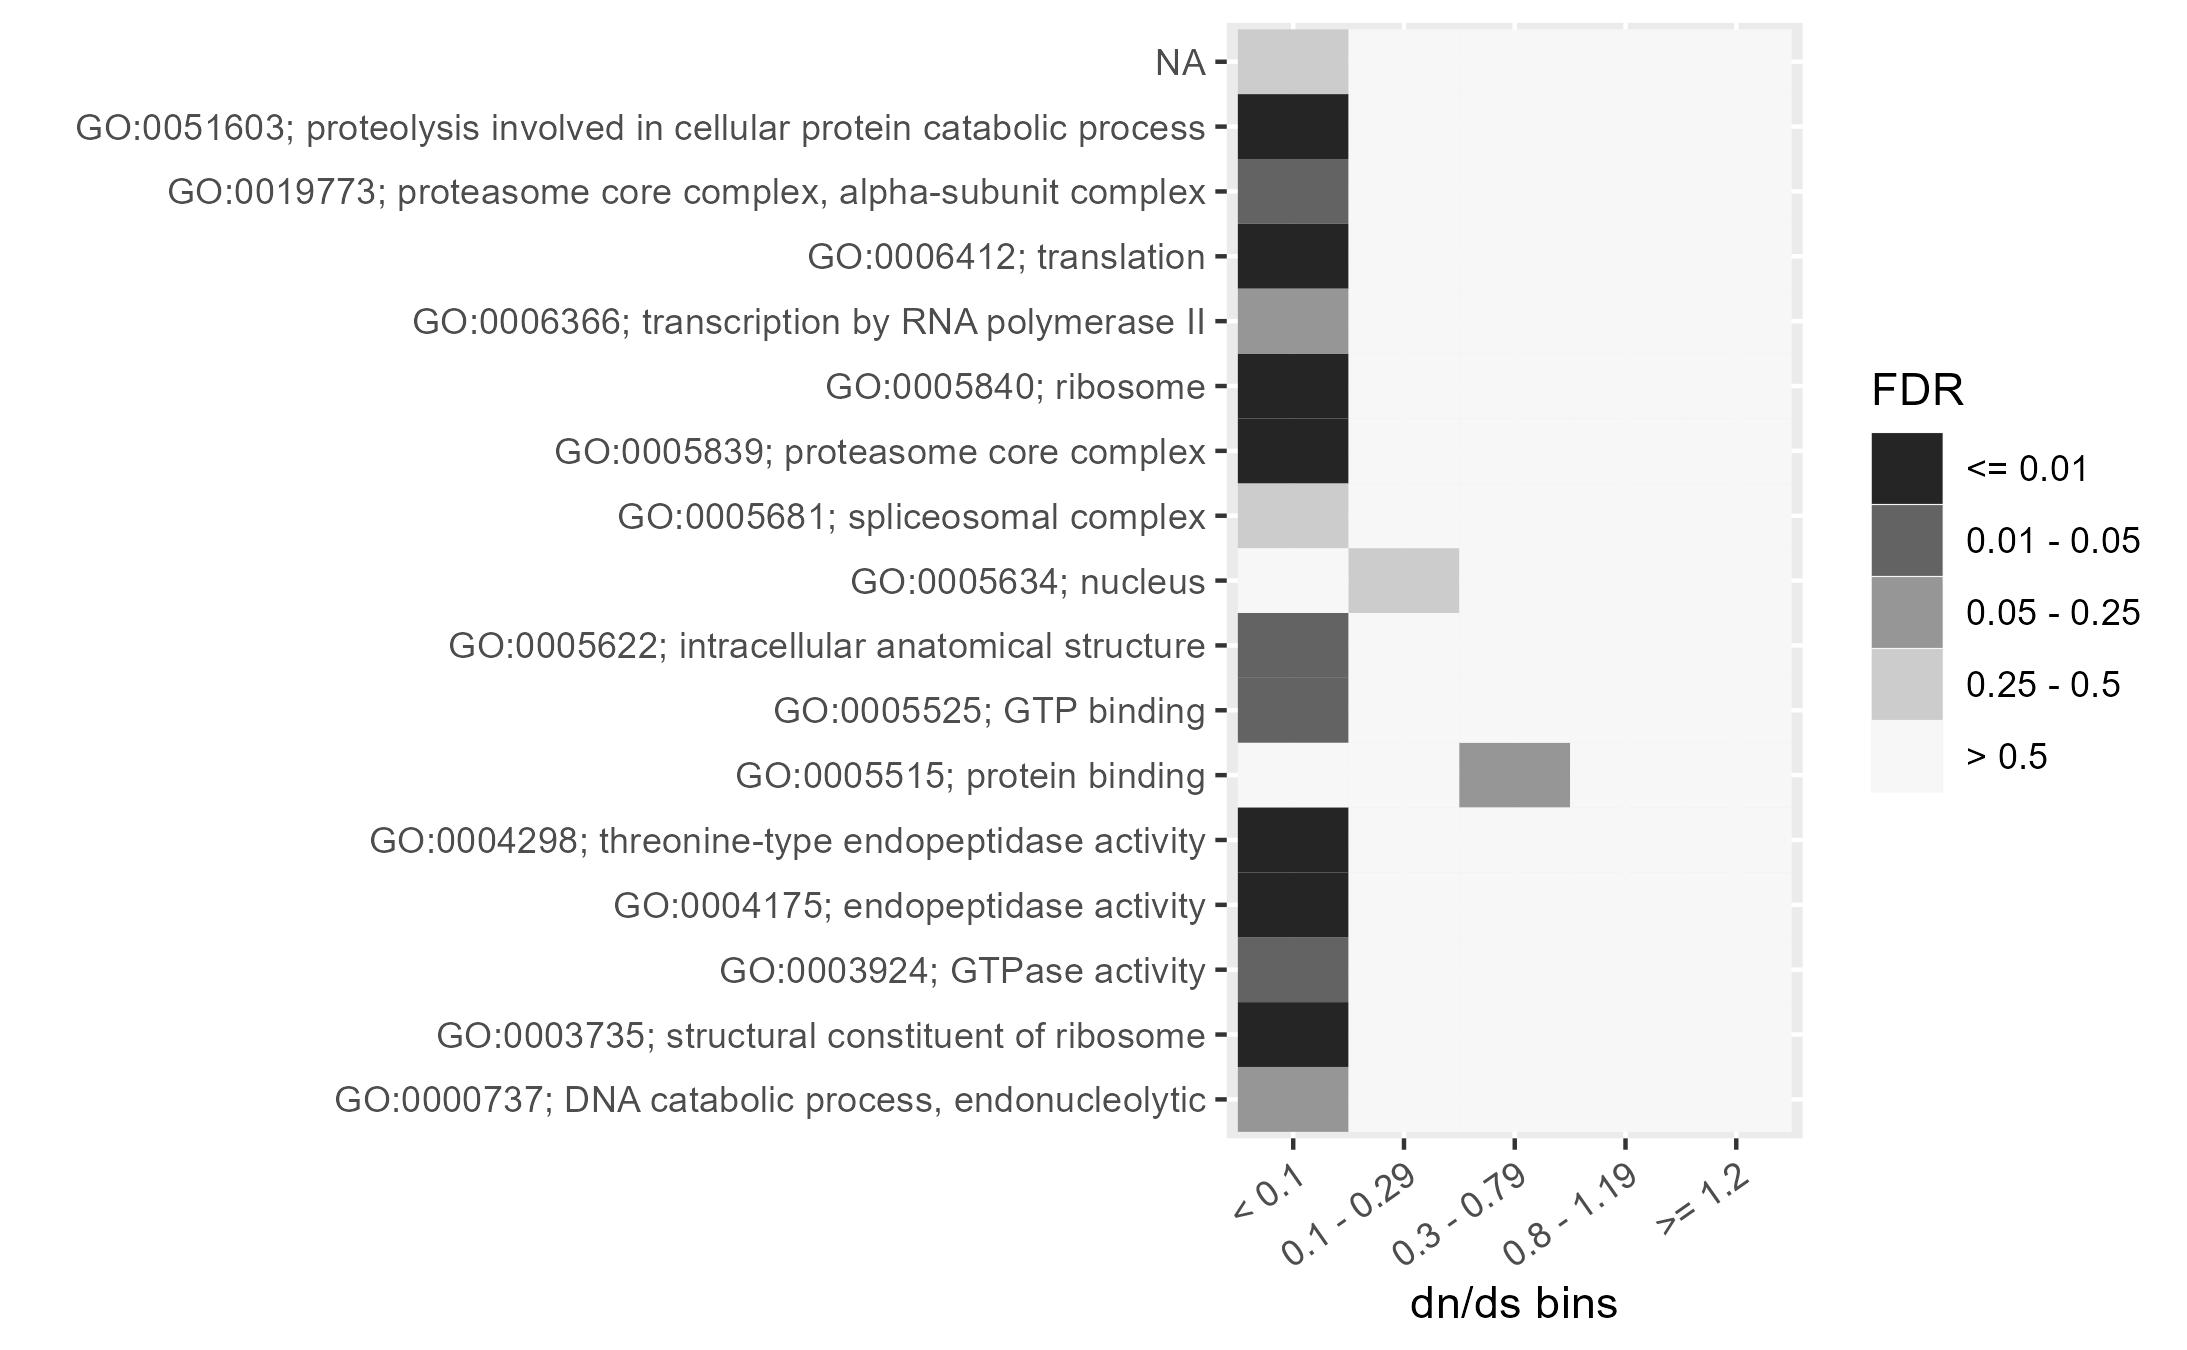 NA
GO:0051603; proteolysis involved in cellular protein catabolic process
GO:0019773; proteasome core complex, alpha-subunit complex
GO:0006412; translation
GO:0006366; transcription by RNA polymerase II
GO:0005840; ribosome
GO:0005839; proteasome core complex
GO:0005681; spliceosomal complex
GO:0005634; nucleus
GO:0005622; intracellular anatomical structure
GO:0005525; GTP binding
GO:0005515; protein binding
GO:0004298; threonine-type endopeptidase activity
GO:0004175; endopeptidase activity
GO:0003924; GTPase activity
GO:0003735; structural constituent of ribosome
GO:0000737; DNA catabolic process, endonucleolytic
< 0.1
0.1 - 0.29
0.3 - 0.79
0.8 - 1.19
>= 1.2
dn/ds bins
FDR
<= 0.01
0.01 - 0.05
0.05 - 0.25
0.25 - 0.5
> 0.5